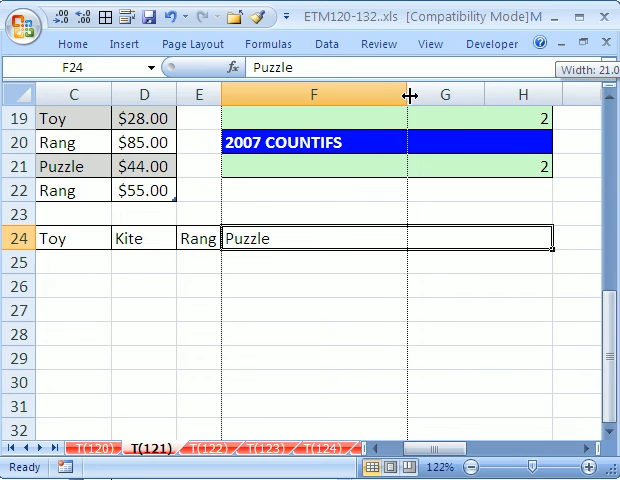 ETM120-132..xls [Compatibility Mode] M
Home Insert Page Layout Formulas Data Review View Developer
F24 fx Puzzle
Width: 21.0
C D E F G H
19 Toy $28.00 2
20 Rang $85.00 2007 COUNTIFS
21 Puzzle $44.00 2
22 Rang $55.00
23
24 Toy Kite Rang Puzzle
25
26
27
28
29
30
31
32
T(120) T(121) T(122) T(123) T(124)
Ready 122%